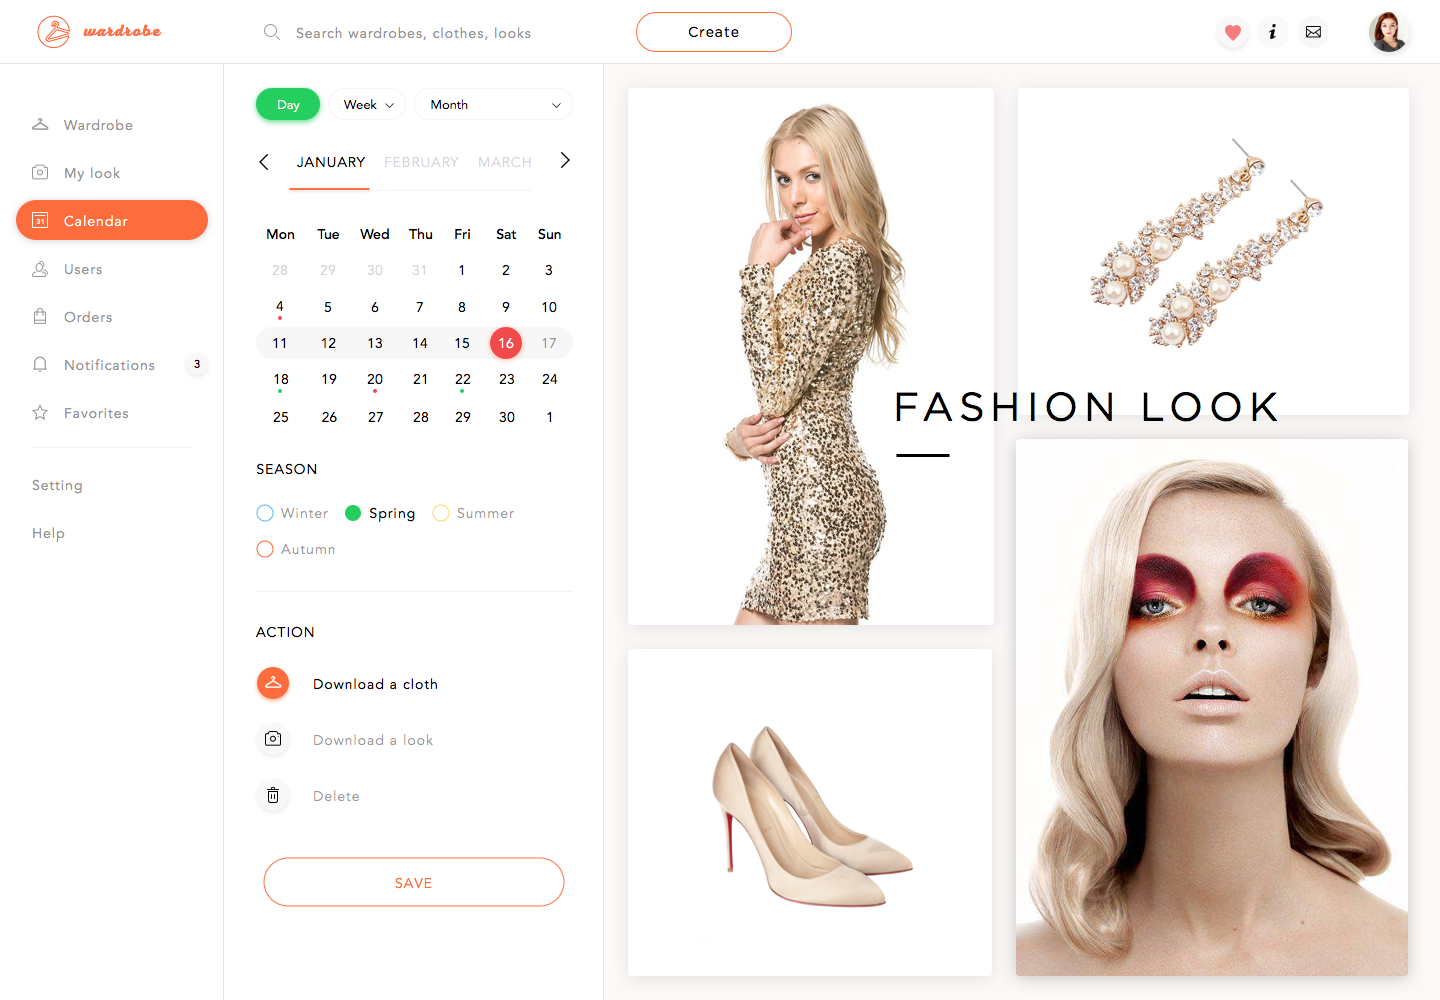 wardrobe
Search wardrobes, clothes, looks
Create
Wardrobe
My look
31
Calendar
Users
Orders
Notifications 3
Favorites
Setting
Help
Day Week Month
JANUARY FEBRUARY MARCH
Mon Tue Wed Thu Fri Sat Sun
28 29 30 31 1 2 3
4 5 6 7 8 9 10
11 12 13 14 15 16 17
18 19 20 21 22 23 24
25 26 27 28 29 30 1
SEASON
Winter Spring Summer
Autumn
ACTION
Download a cloth
Download a look
Delete
SAVE
FASHION LOOK